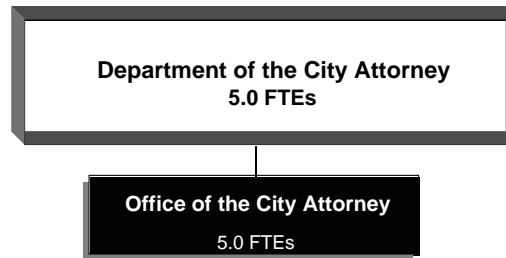 Department of the City Attorney
5.0 FTEs
Office of the City Attorney
5.0 FTEs